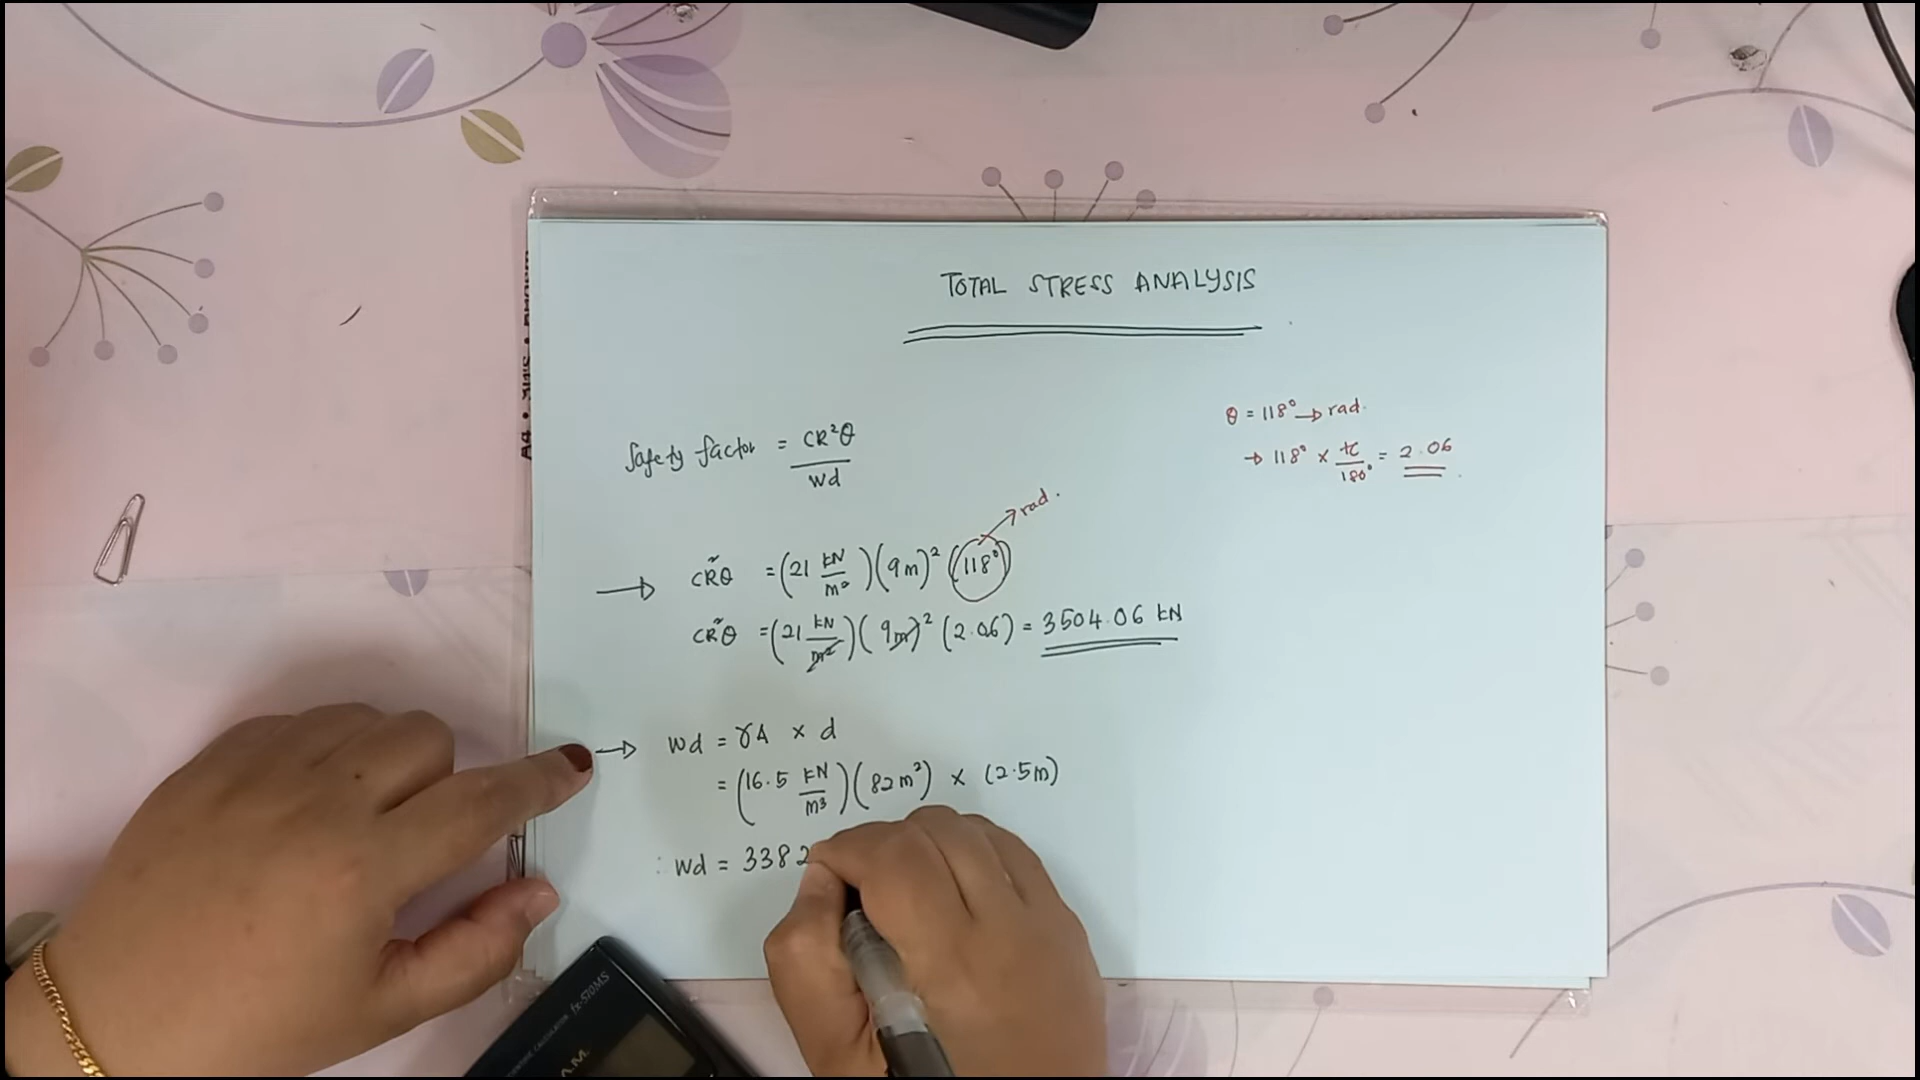 TOTAL STRESS ANALYSIS
θ = 118° → rad.
→ 118° × π/180° = 2.06
Safety factor = CR²θ / Wd
rad.
CR²θ = (21 kN/m²)(9m)² (118°)
CR²θ = (21 kN/m²)(9m)² (2.06) = 3504.06 kN
→ Wd = γA × d
= (16.5 kN/m³)(82m²) × (2.5m)
∴ Wd = 3382
fx-570MS